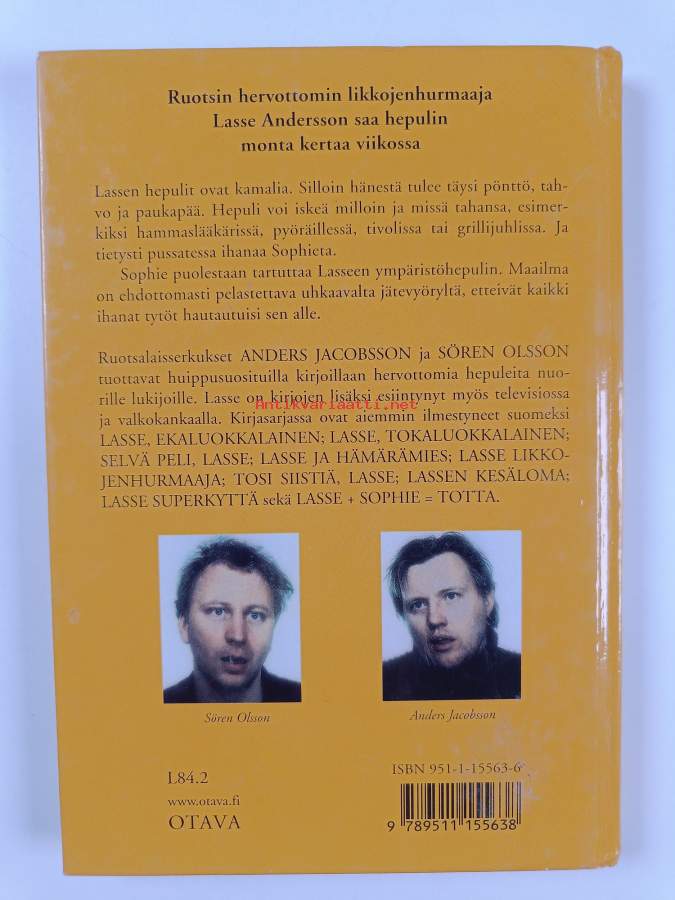 Ruotsin hervottomin likkojenhurmaaja
Lasse Andersson saa hepulin
monta kertaa viikossa
Lassen hepulit ovat kamalia. Silloin hänestä tulee täysi pönttö, tah-
vo ja paukapää. Hepuli voi iskeä milloin ja missä tahansa, esimer-
kiksi hammaslääkärissä, pyöräillessä, tivolissa tai grillijuhlissa. Ja
tietysti pussatessa ihanaa Sophieta.
Sophie puolestaan tartuttaa Lasseen ympäristöhepulin. Maailma
on ehdottomasti pelastettava uhkaavalta jätevyöryltä, etteivät kaikki
ihanat tytöt hautautuisi sen alle.
Ruotsalaisserkukset ANDERS JACOBSSON ja SÖREN OLSSON
tuottavat huippusuosituilla kirjoillaan hervottomia hepuleita nuo-
rille lukijoille. Lasse on kirjojen lisäksi esiintynyt myös televisiossa
Antikvariaatti.net
ja valkokankaalla. Kirjasarjassa ovat aiemmin ilmestyneet suomeksi
LASSE, EKALUOKKALAINEN; LASSE, TOKALUOKKALAINEN;
SELVÄ PELI, LASSE; LASSE JA HÄMÄRÄMIES; LASSE LIKKO-
JENHURMAAJA; TOSI SIISTIÄ, LASSE; LASSEN KESÄLOMA;
LASSE SUPERKYTTÄ sekä LASSE + SOPHIE = TOTTA.
Sören Olsson
Anders Jacobsson
L84.2
www.otava.fi
OTAVA
ISBN 951-1-15563-6
9 789511 155638